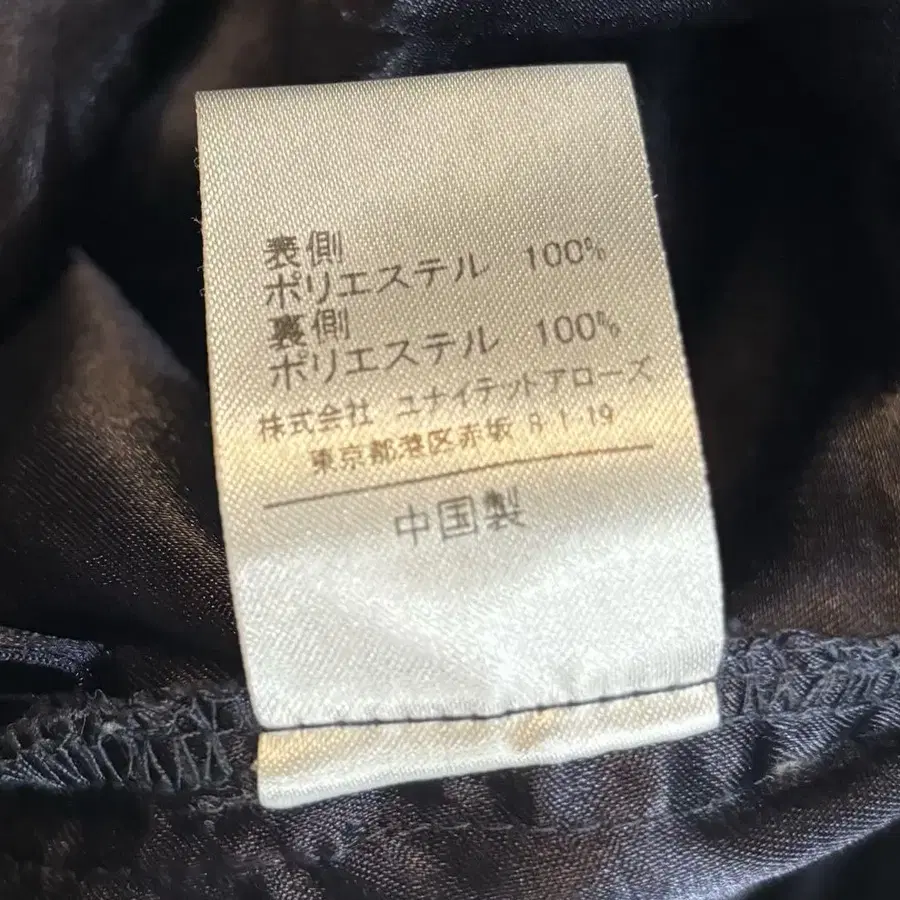 表側
ポリエステル 100%
裏側
ポリエステル 100%
株式会社 ユナイテッドアローズ
東京都港区赤坂 8-1-19
中国製